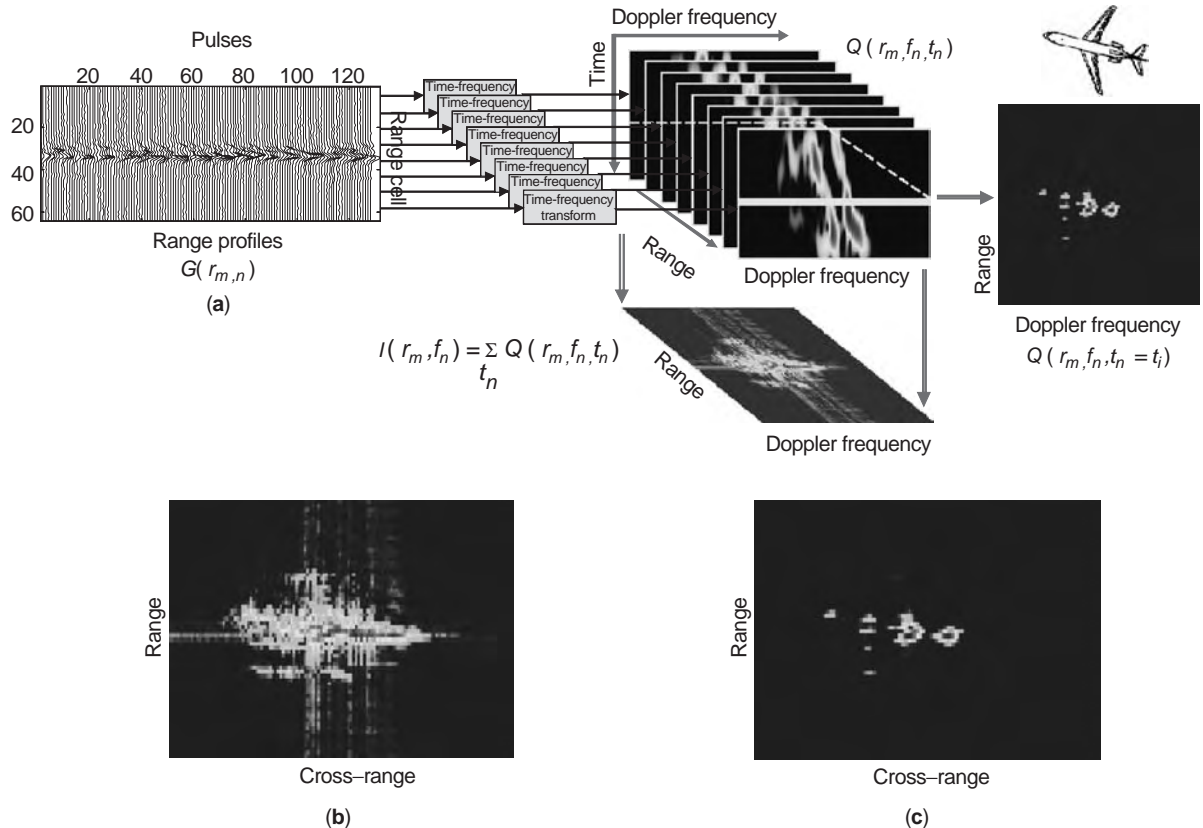 Pulses
20 40 60 80 100 120
20
40
60
Range cell
Range profiles
G( r_m,n)
(a)
Time-frequency
Time-frequency
Time-frequency
Time-frequency
Time-frequency
Time-frequency
Time-frequency
Time-frequency
transform
Doppler frequency
Time
Q( r_m, f_n, t_n)
Range
Doppler frequency
Range
Doppler frequency
Q( r_m, f_n, t_n = t_i)
I( r_m, f_n) = Σ Q( r_m, f_n, t_n)
t_n
Range
Doppler frequency
Range
Cross–range
(b)
Range
Cross–range
(c)